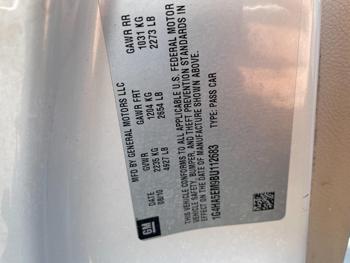 MFD BY GENERAL MOTORS LLC
DATE GVWR GAWR FRT GAWR RR
08/10 2235 KG 1204 KG 1031 KG
4927 LB 2654 LB 2273 LB
THIS VEHICLE CONFORMS TO ALL APPLICABLE U.S. FEDERAL MOTOR
VEHICLE SAFETY, BUMPER, AND THEFT PREVENTION STANDARDS IN
EFFECT ON THE DATE OF MANUFACTURE SHOWN ABOVE.
1G4HA5EM9BU112683 TYPE: PASS CAR
GM